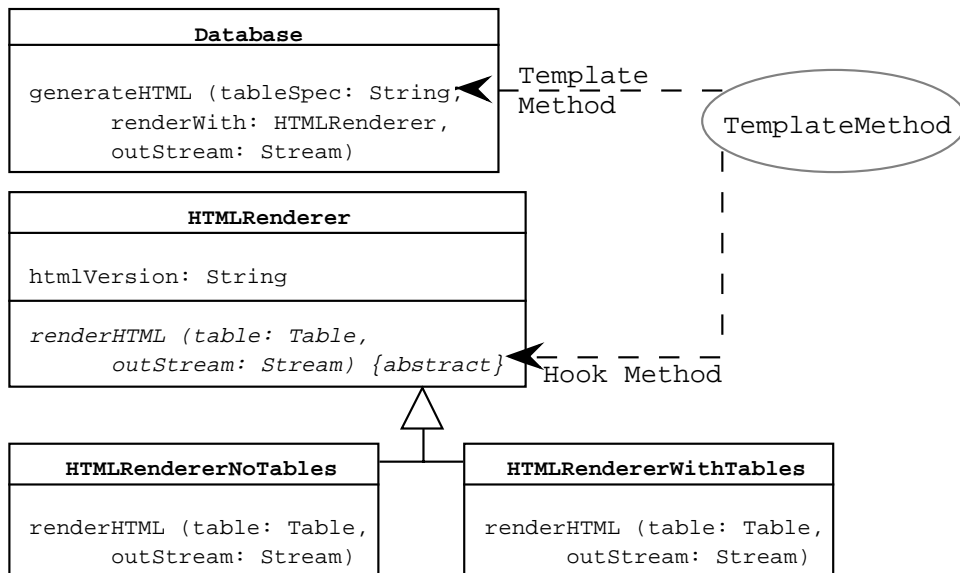 Database
generateHTML (tableSpec: String,
renderWith: HTMLRenderer,
outStream: Stream)
Template
Method
TemplateMethod
HTMLRenderer
htmlVersion: String
renderHTML (table: Table,
outStream: Stream) {abstract}
Hook Method
HTMLRendererNoTables
renderHTML (table: Table,
outStream: Stream)
HTMLRendererWithTables
renderHTML (table: Table,
outStream: Stream)